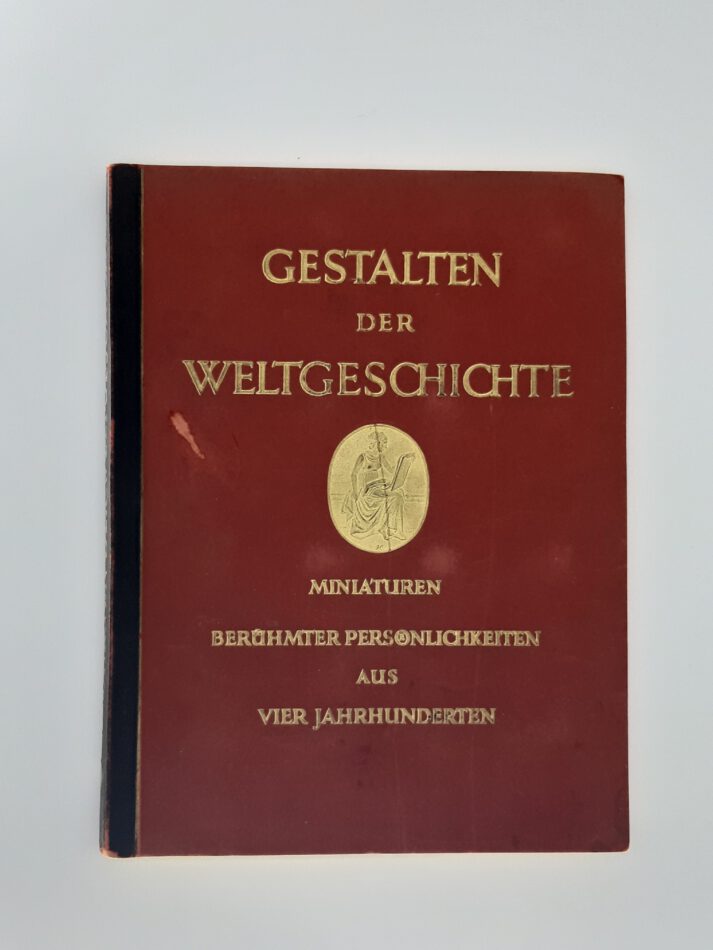 GESTALTEN
DER
WELTGESCHICHTE
MINIATUREN
BERÜHMTER PERSÖNLICHKEITEN
AUS
VIER JAHRHUNDERTEN